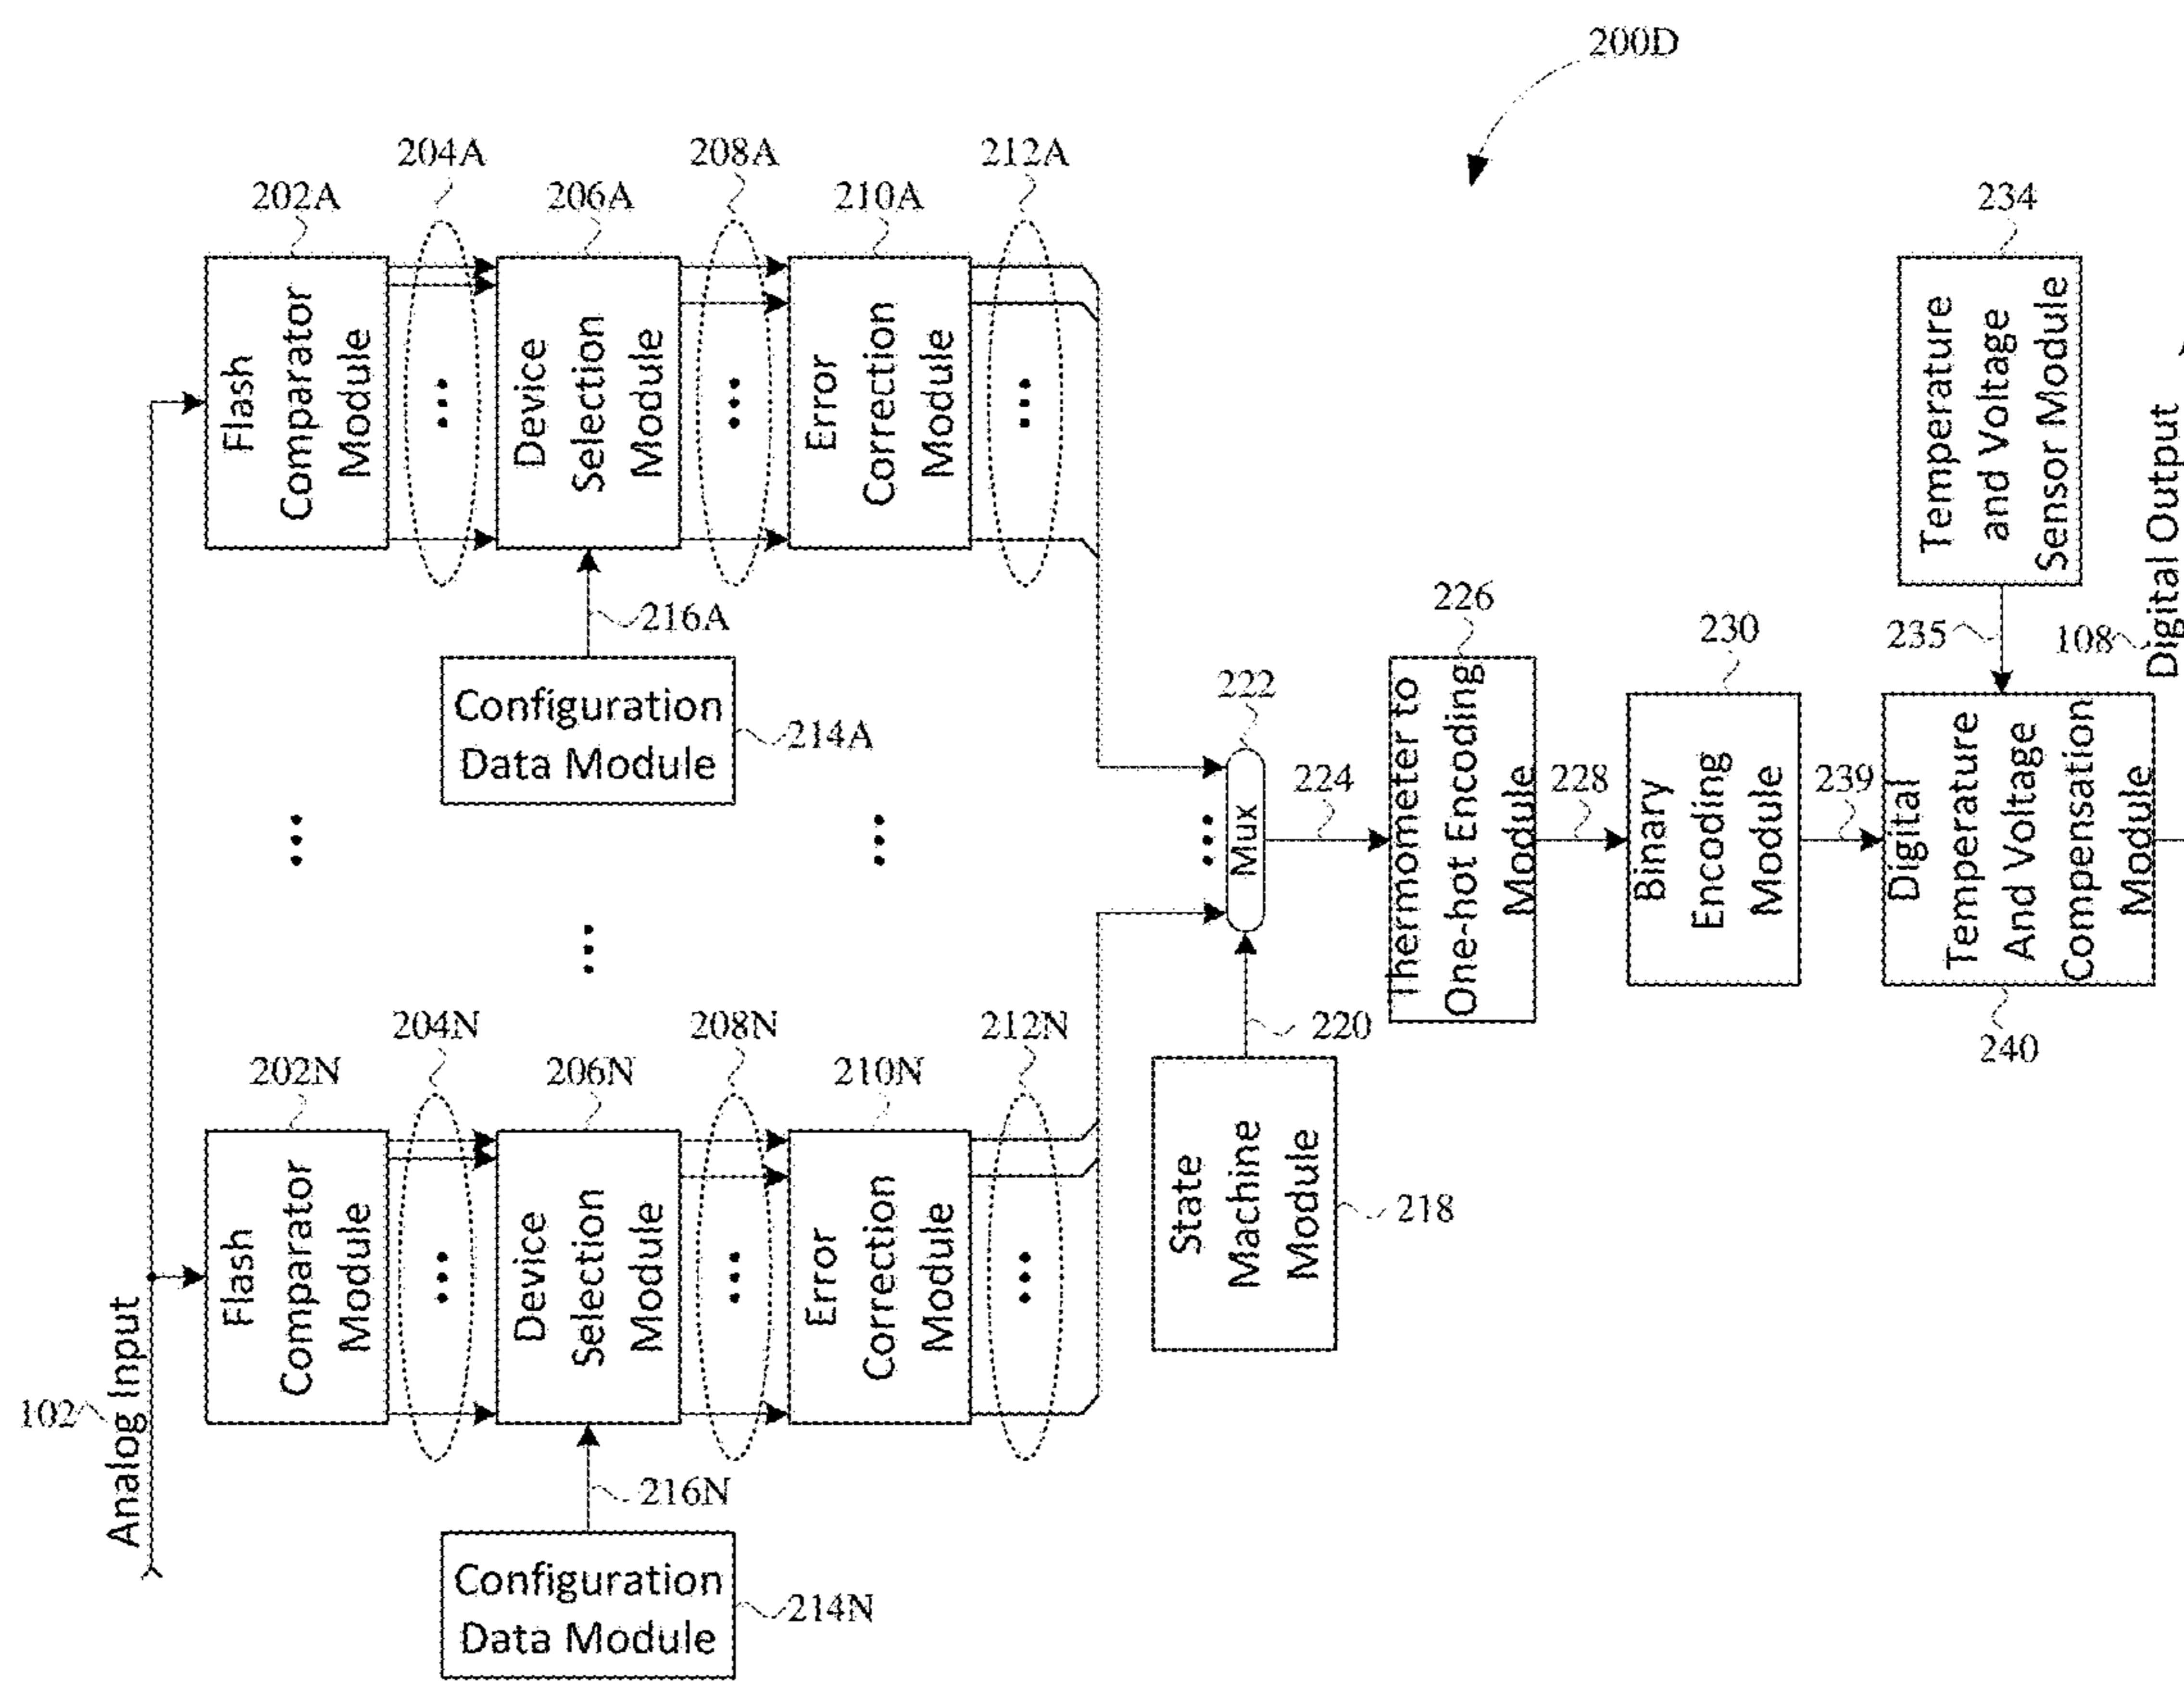 200D
204A
208A
212A
202A
206A
210A
234
Flash
Comparator
Module
Device
Selection
Module
Error
Correction
Module
Temperature
and Voltage
Sensor Module
216A
Configuration
Data Module
214A
222
226
230
235
108
Digital Output
Mux
224
Thermometer to
One-hot Encoding
Module
228
Binary
Encoding
Module
239
Digital
Temperature
And Voltage
Compensation
Module
240
204N
208N
212N
202N
206N
210N
220
Flash
Comparator
Module
Device
Selection
Module
Error
Correction
Module
State
Machine
Module
218
102
Analog Input
216N
Configuration
Data Module
214N